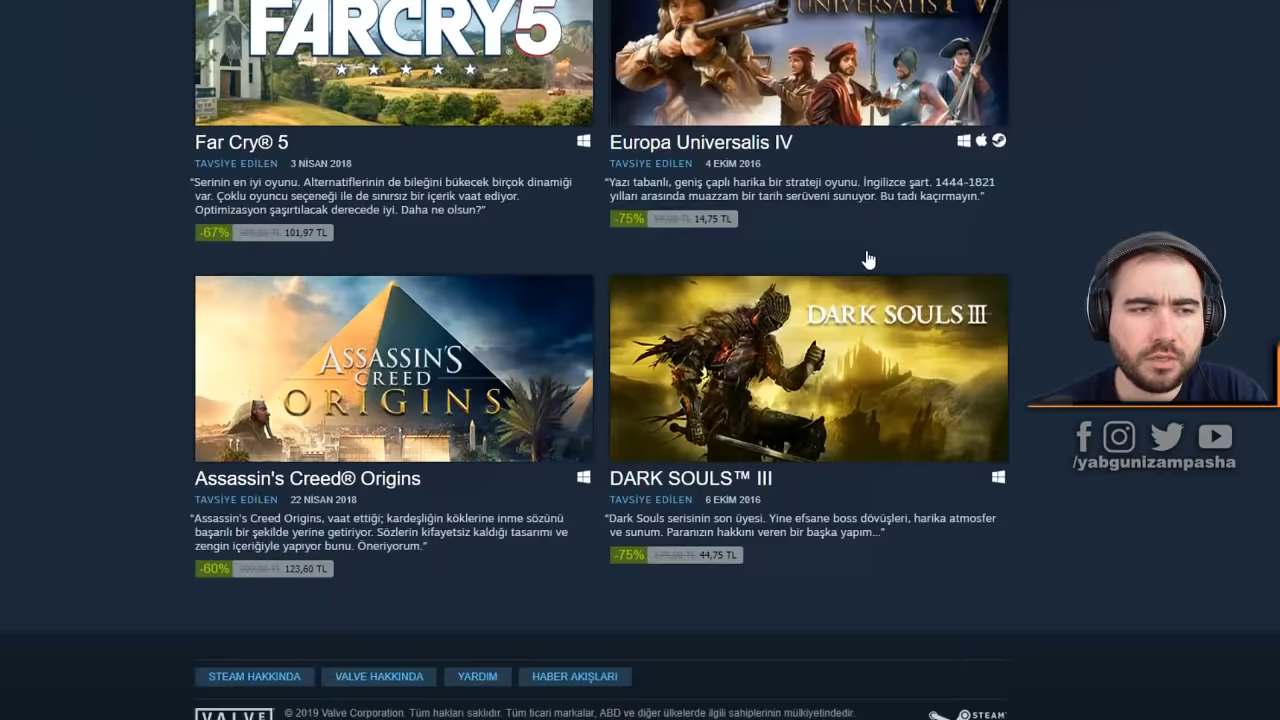 FARCRY5
UNIVERSALIS IV
Far Cry® 5
TAVSİYE EDİLEN 3 NİSAN 2018
“Serinin en iyi oyunu. Alternatiflerinin de bileğini bükecek birçok dinamiği
var. Çoklu oyuncu seçeneği ile de sınırsız bir içerik vaat ediyor.
Optimizasyon şaşırtılacak derecede iyi. Daha ne olsun?”
-67% 101,97 TL
Europa Universalis IV
TAVSİYE EDİLEN 4 EKİM 2016
“Yazı tabanlı, geniş çaplı harika bir strateji oyunu. İngilizce şart. 1444-1821
yılları arasında muazzam bir tarih serüveni sunuyor. Bu tadı kaçırmayın.”
-75% 14,75 TL
ASSASSIN'S
CREED
ORIGINS
DARK SOULS III
Assassin's Creed® Origins
TAVSİYE EDİLEN 22 NİSAN 2018
“Assassin's Creed Origins, vaat ettiği; kardeşliğin köklerine inme sözünü
başarılı bir şekilde yerine getiriyor. Sözlerin kifayetsiz kaldığı tasarımı ve
zengin içeriğiyle yapıyor bunu. Öneriyorum.”
-60% 123,60 TL
DARK SOULS™ III
TAVSİYE EDİLEN 6 EKİM 2016
“Dark Souls serisinin son üyesi. Yine efsane boss dövüşleri, harika atmosfer
ve sunum. Paranızın hakkını veren bir başka yapım...”
-75% 44,75 TL
/yabgunizampasha
STEAM HAKKINDA VALVE HAKKINDA YARDIM HABER AKIŞLARI
VALVE © 2019 Valve Corporation. Tüm hakları saklıdır. Tüm ticari markalar, ABD ve diğer ülkelerde ilgili sahiplerinin mülkiyetindedir. STEAM